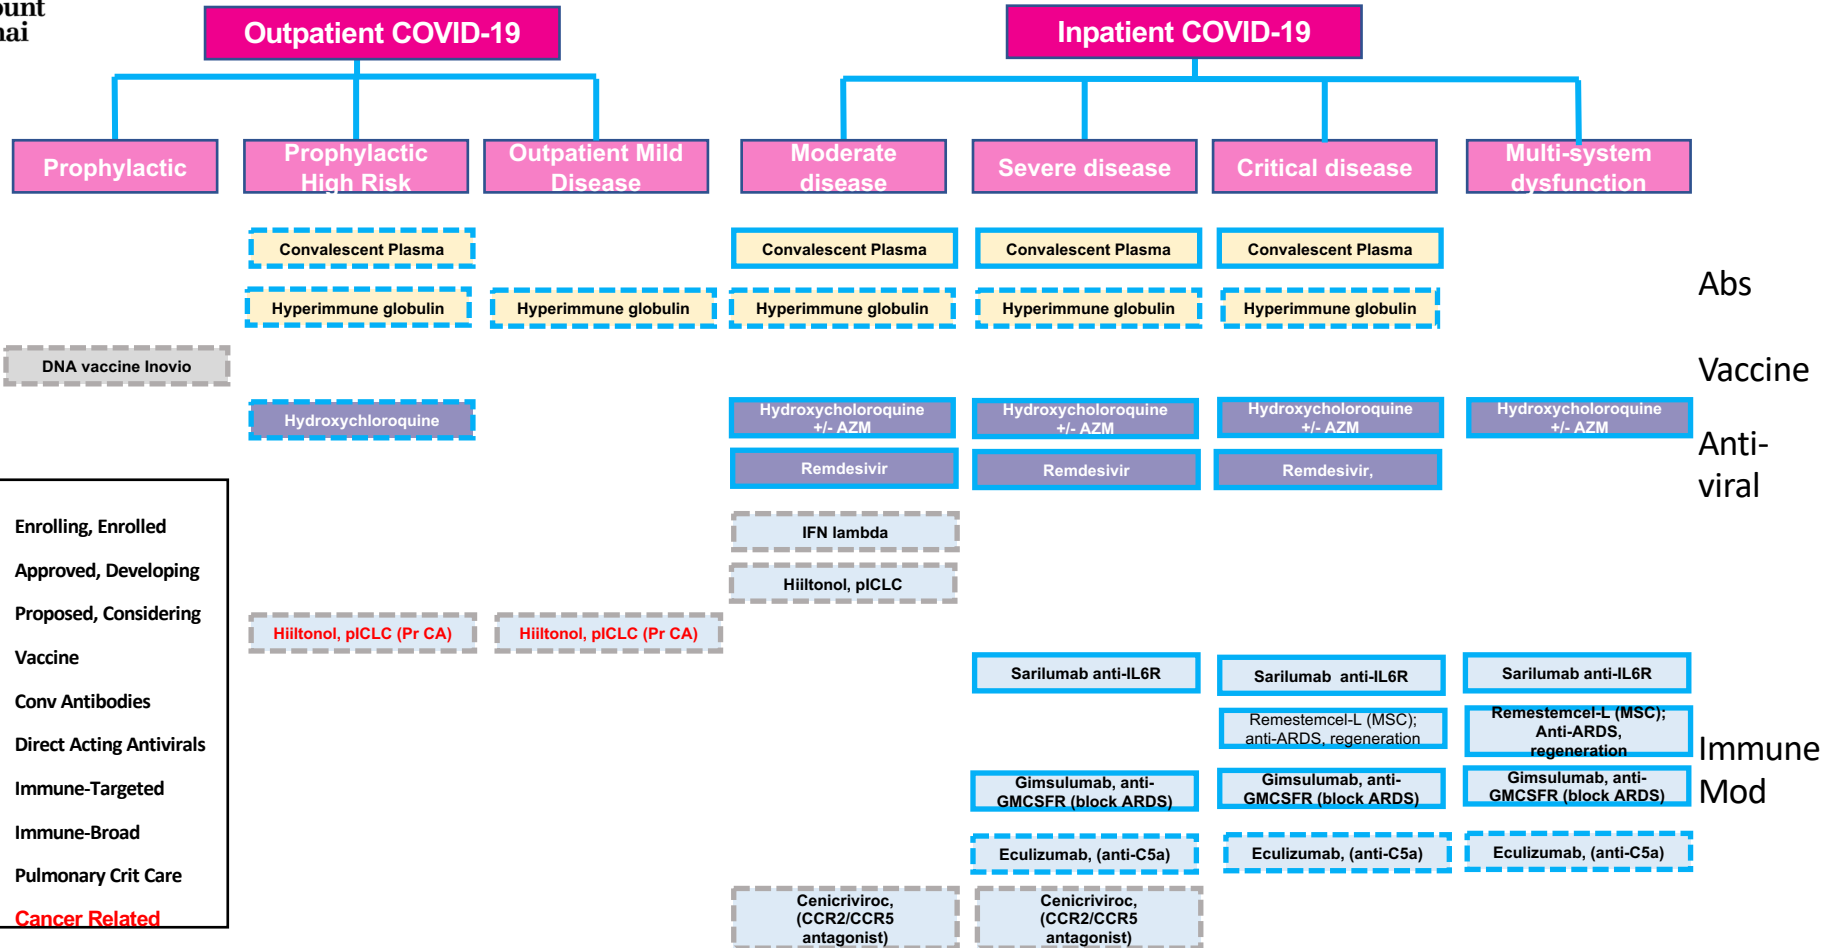 Outpatient COVID-19
Inpatient COVID-19
Prophylactic
Prophylactic
High Risk
Outpatient Mild
Disease
Moderate
disease
Severe disease
Critical disease
Multi-system
dysfunction
Convalescent Plasma
Convalescent Plasma
Convalescent Plasma
Convalescent Plasma
Abs
Hyperimmune globulin
Hyperimmune globulin
Hyperimmune globulin
Hyperimmune globulin
Hyperimmune globulin
DNA vaccine Inovio
Vaccine
Hydroxychloroquine
Hydroxycholoroquine
+/- AZM
Hydroxycholoroquine
+/- AZM
Hydroxycholoroquine
+/- AZM
Hydroxycholoroquine
+/- AZM
Anti-
viral
Remdesivir
Remdesivir
Remdesivir,
IFN lambda
Hiiltonol, pICLC
Hiiltonol, pICLC (Pr CA)
Hiiltonol, pICLC (Pr CA)
Sarilumab anti-IL6R
Sarilumab anti-IL6R
Sarilumab anti-IL6R
Remestemcel-L (MSC);
anti-ARDS, regeneration
Remestemcel-L (MSC);
Anti-ARDS,
regeneration
Immune
Mod
Gimsulumab, anti-
GMCSFR (block ARDS)
Gimsulumab, anti-
GMCSFR (block ARDS)
Gimsulumab, anti-
GMCSFR (block ARDS)
Eculizumab, (anti-C5a)
Eculizumab, (anti-C5a)
Eculizumab, (anti-C5a)
Cenicriviroc,
(CCR2/CCR5
antagonist)
Cenicriviroc,
(CCR2/CCR5
antagonist)
Enrolling, Enrolled
Approved, Developing
Proposed, Considering
Vaccine
Conv Antibodies
Direct Acting Antivirals
Immune-Targeted
Immune-Broad
Pulmonary Crit Care
Cancer Related